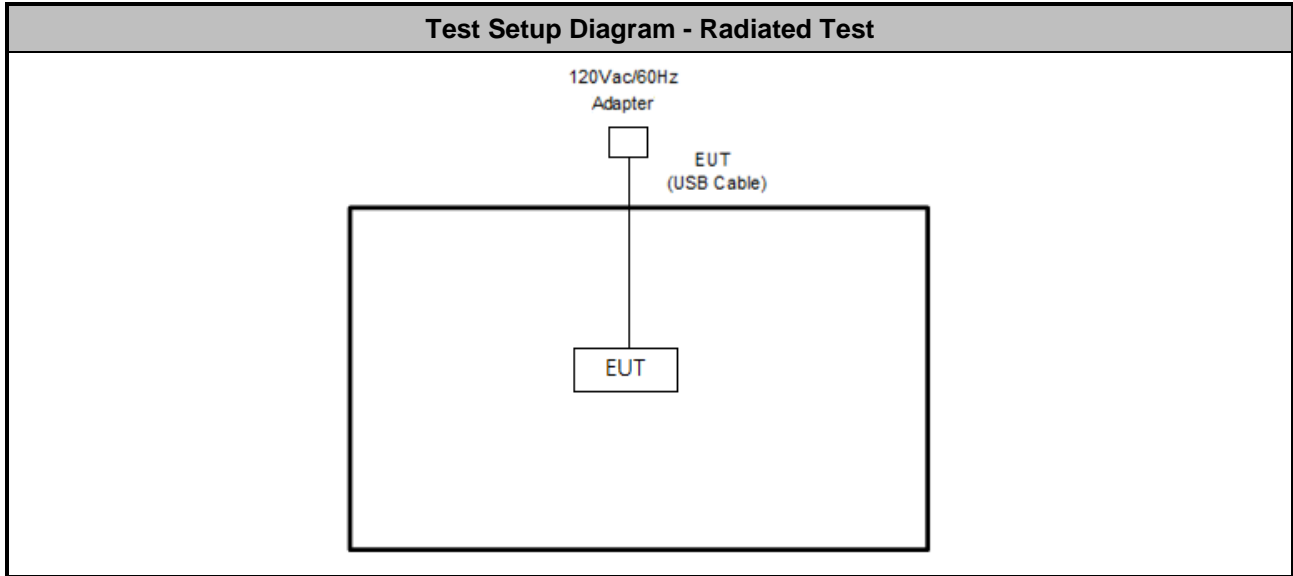 Test Setup Diagram - Radiated Test
120Vac/60Hz
Adapter
EUT
(USB Cable)
EUT